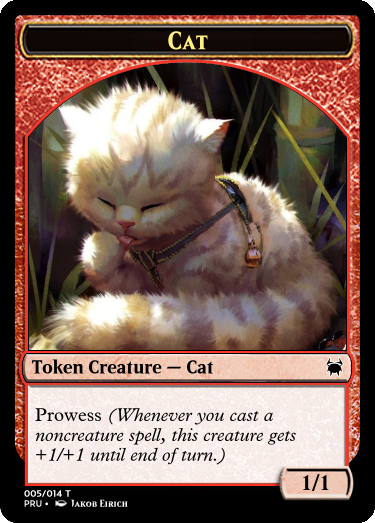 Cat
Token Creature — Cat
Prowess (Whenever you cast a
noncreature spell, this creature gets
+1/+1 until end of turn.)
1/1
005/014 T
PRU • Jakob Eirich